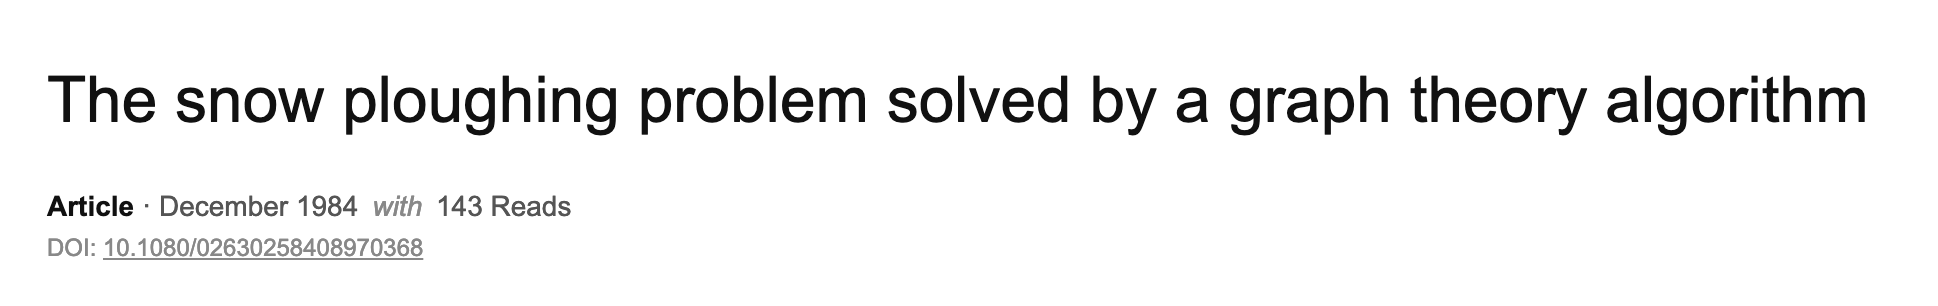 The snow ploughing problem solved by a graph theory algorithm
Article · December 1984 with 143 Reads
DOI: 10.1080/02630258408970368